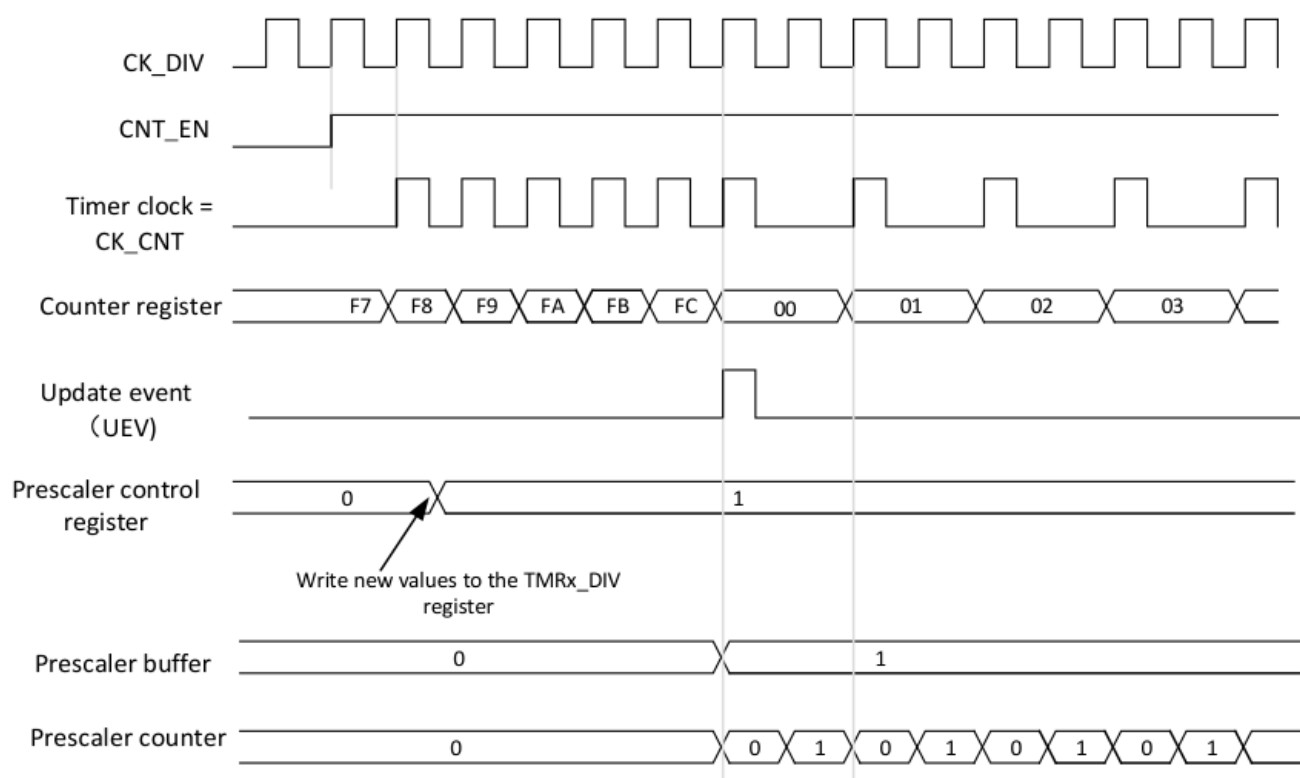 CK_DIV
CNT_EN
Timer clock =
CK_CNT
Counter register
F7 F8 F9 FA FB FC 00 01 02 03
Update event
（UEV)
Prescaler control
register
0 1
Write new values to the TMRx_DIV
register
Prescaler buffer
0 1
Prescaler counter
0 0 1 0 1 0 1 0 1